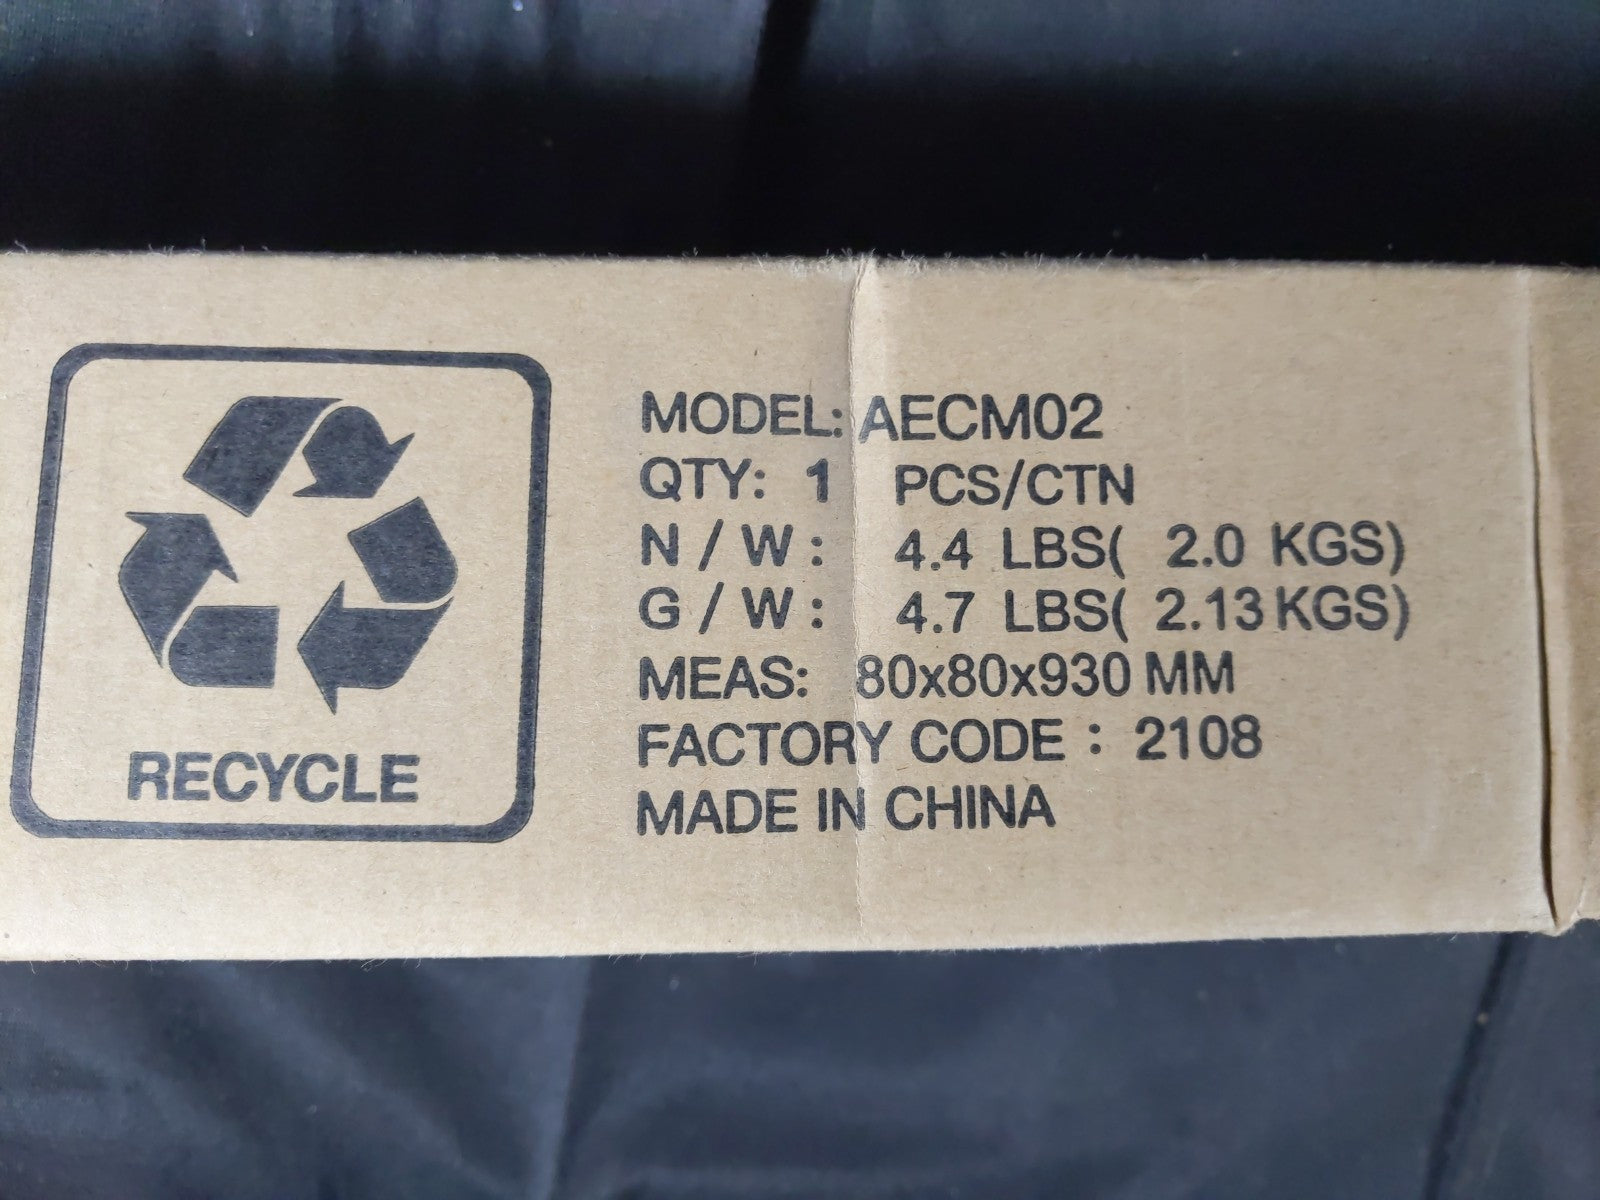 RECYCLE
MODEL: AECM02
QTY: 1 PCS/CTN
N / W : 4.4 LBS( 2.0 KGS)
G / W : 4.7 LBS( 2.13 KGS)
MEAS: 80x80x930 MM
FACTORY CODE : 2108
MADE IN CHINA